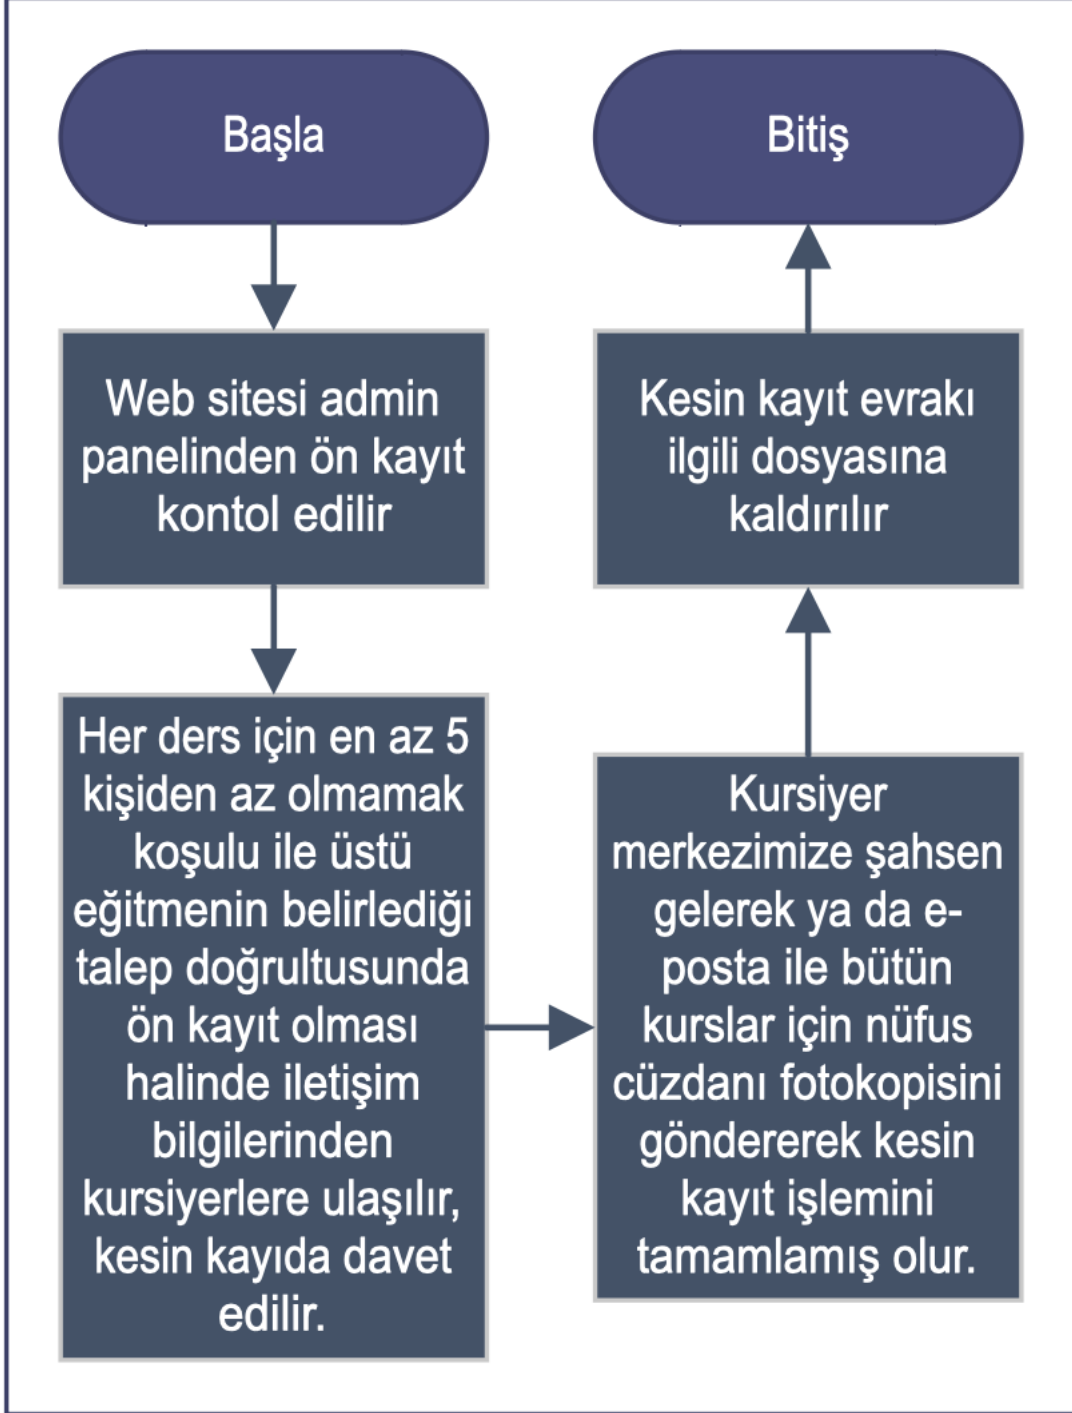 Başla
Web sitesi admin
panelinden ön kayıt
kontol edilir
Her ders için en az 5
kişiden az olmamak
koşulu ile üstü
eğitmenin belirlediği
talep doğrultusunda
ön kayıt olması
halinde iletişim
bilgilerinden
kursiyerlere ulaşılır,
kesin kayıda davet
edilir.
Kursiyer
merkezimize şahsen
gelerek ya da e-
posta ile bütün
kurslar için nüfus
cüzdanı fotokopisini
göndererek kesin
kayıt işlemini
tamamlamış olur.
Kesin kayıt evrakı
ilgili dosyasına
kaldırılır
Bitiş